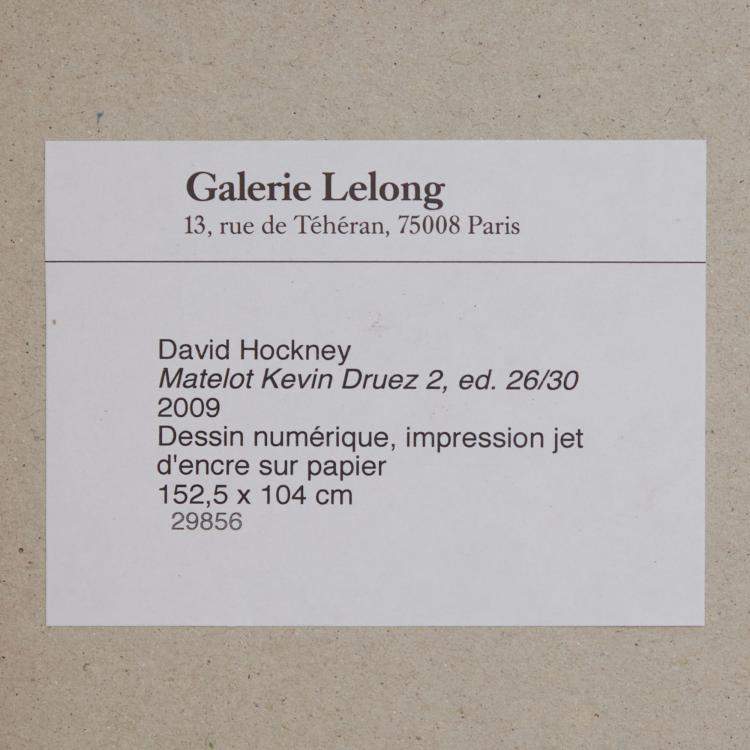 Galerie Lelong
13, rue de Téhéran, 75008 Paris
David Hockney
Matelot Kevin Druez 2, ed. 26/30
2009
Dessin numérique, impression jet
d'encre sur papier
152,5 x 104 cm
29856